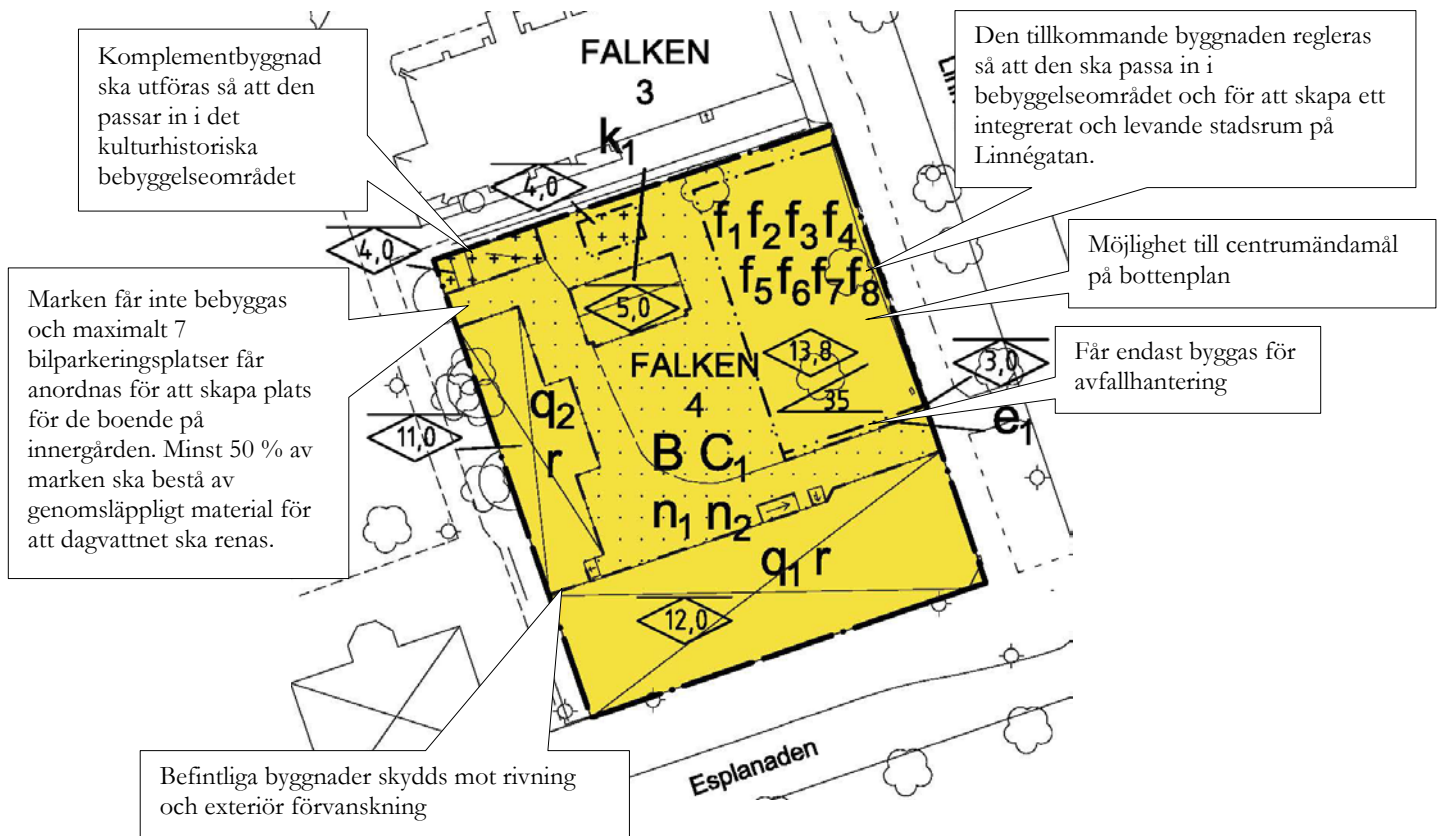 Komplementbyggnad
ska utföras så att den
passar in i det
kulturhistoriska
bebyggelseområdet
FALKEN
3
Den tillkommande byggnaden regleras
så att den ska passa in i
bebyggelseområdet och för att skapa ett
integrerat och levande stadsrum på
Linnégatan.
k1
4,0
4,0
f1 f2 f3 f4
f5 f6 f7 f8
Möjlighet till centrumändamål
på bottenplan
Marken får inte bebyggas
och maximalt 7
bilparkeringsplatser får
anordnas för att skapa plats
för de boende på
innergården. Minst 50 % av
marken ska bestå av
genomsläppligt material för
att dagvattnet ska renas.
5,0
13,8
35
3,0
Får endast byggas för
avfallhantering
FALKEN
4
e1
11,0
q2
r
B C1
n1 n2
q1 r
12,0
Esplanaden
Befintliga byggnader skydds mot rivning
och exteriör förvanskning